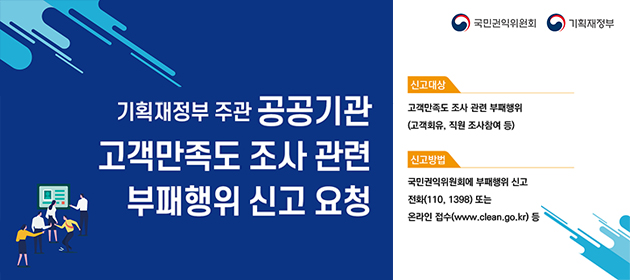 기획재정부 주관 공공기관
고객만족도 조사 관련
부패행위 신고 요청
국민권익위원회 기획재정부
신고대상
고객만족도 조사 관련 부패행위
(고객회유, 직원 조사참여 등)
신고방법
국민권익위원회에 부패행위 신고
전화(110, 1398) 또는
온라인 접수(www.clean.go.kr) 등